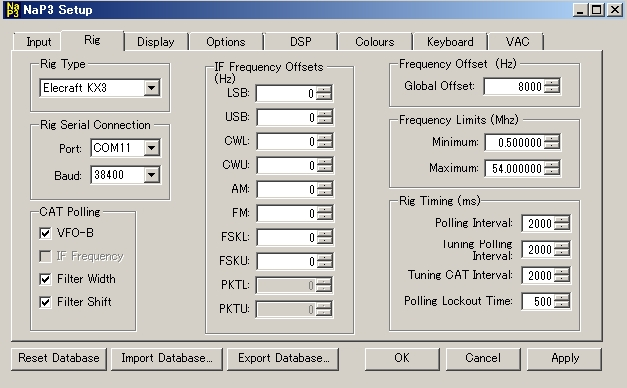 NaP3 NaP3 Setup
Input Rig Display Options DSP Colours Keyboard VAC
Rig Type
Elecraft KX3
Rig Serial Connection
Port: COM11
Baud: 38400
CAT Polling
VFO-B
IF Frequency
Filter Width
Filter Shift
IF Frequency Offsets
(Hz)
LSB: 0
USB: 0
CWL: 0
CWU: 0
AM: 0
FM: 0
FSKL: 0
FSKU: 0
PKTL: 0
PKTU: 0
Frequency Offset (Hz)
Global Offset: 8000
Frequency Limits (Mhz)
Minimum: 0.500000
Maximum: 54.000000
Rig Timing (ms)
Polling Interval: 2000
Tuning Polling
Interval: 2000
Tuning CAT Interval: 2000
Polling Lockout Time: 500
Reset Database Import Database... Export Database... OK Cancel Apply